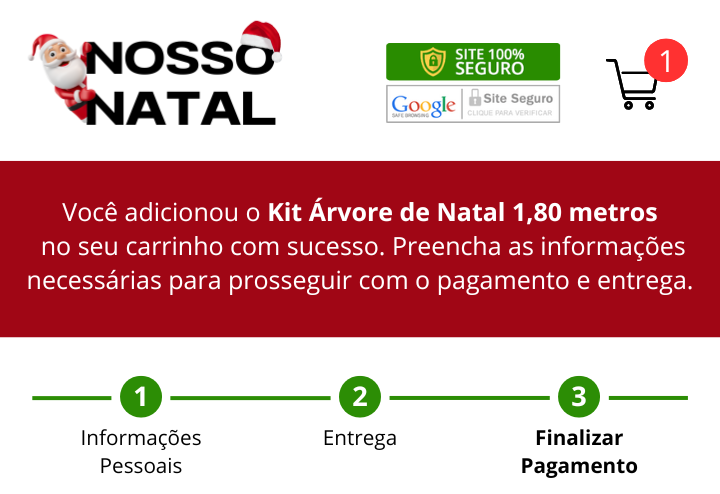 NOSSO
NATAL
SITE 100%
SEGURO
Google
SAFE BROWSING
Site Seguro
CLIQUE PARA VERIFICAR
1
Você adicionou o Kit Árvore de Natal 1,80 metros
no seu carrinho com sucesso. Preencha as informações
necessárias para prosseguir com o pagamento e entrega.
1
2
3
Informações
Pessoais
Entrega
Finalizar
Pagamento